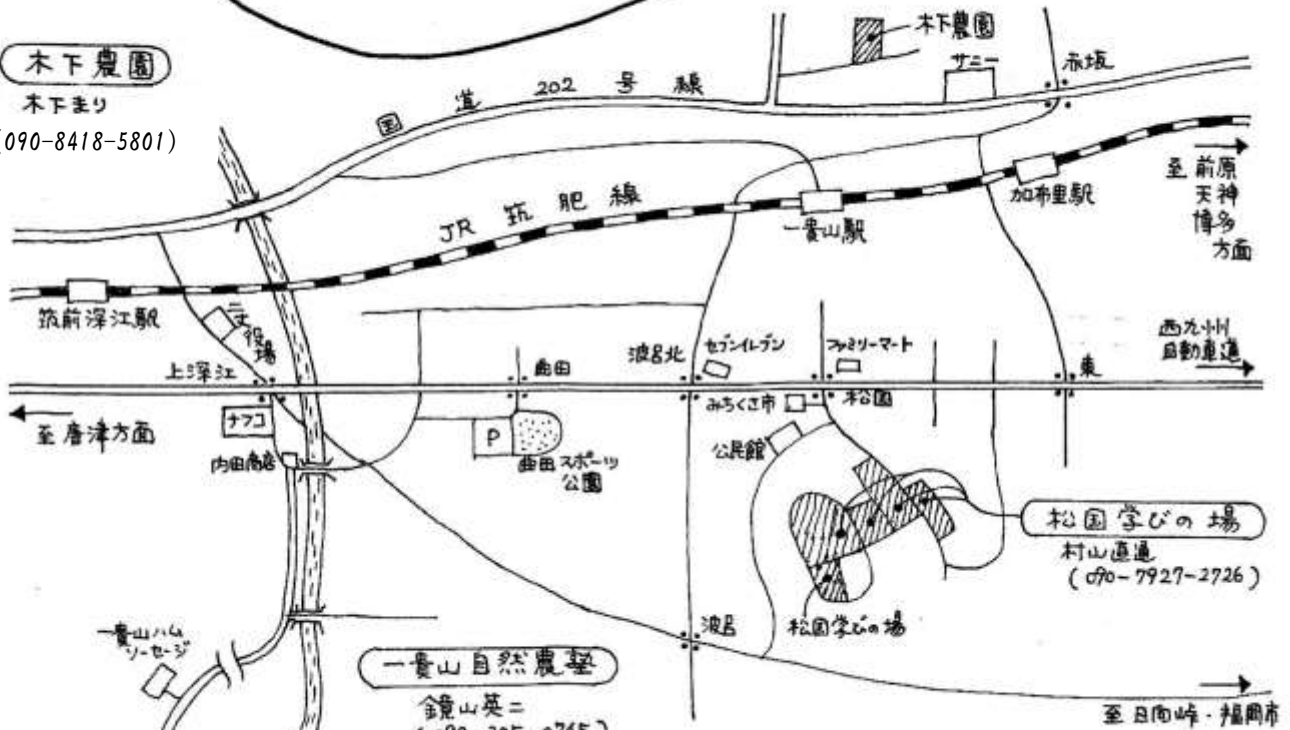 木下農園
木下まり
(090-8418-5801)
木下農園
サニー
赤坂
国道202号線
JR筑肥線
一貴山駅
加布里駅
至前原
天神
博多
方面
筑前深江駅
二丈
役場
上深江
曲田
波呂北
セブンイレブン
ファミリーマート
西九州
自動車道
東
至唐津方面
ナフコ
内田商店
P
曲田スポーツ
公園
みちくさ市
松国
公民館
松国学びの場
村山直通
(090-7927-2726)
松国学びの場
波呂
一貴山ハム
ソーセージ
一貴山自然農塾
鏡山英二
至日向峠・福岡市